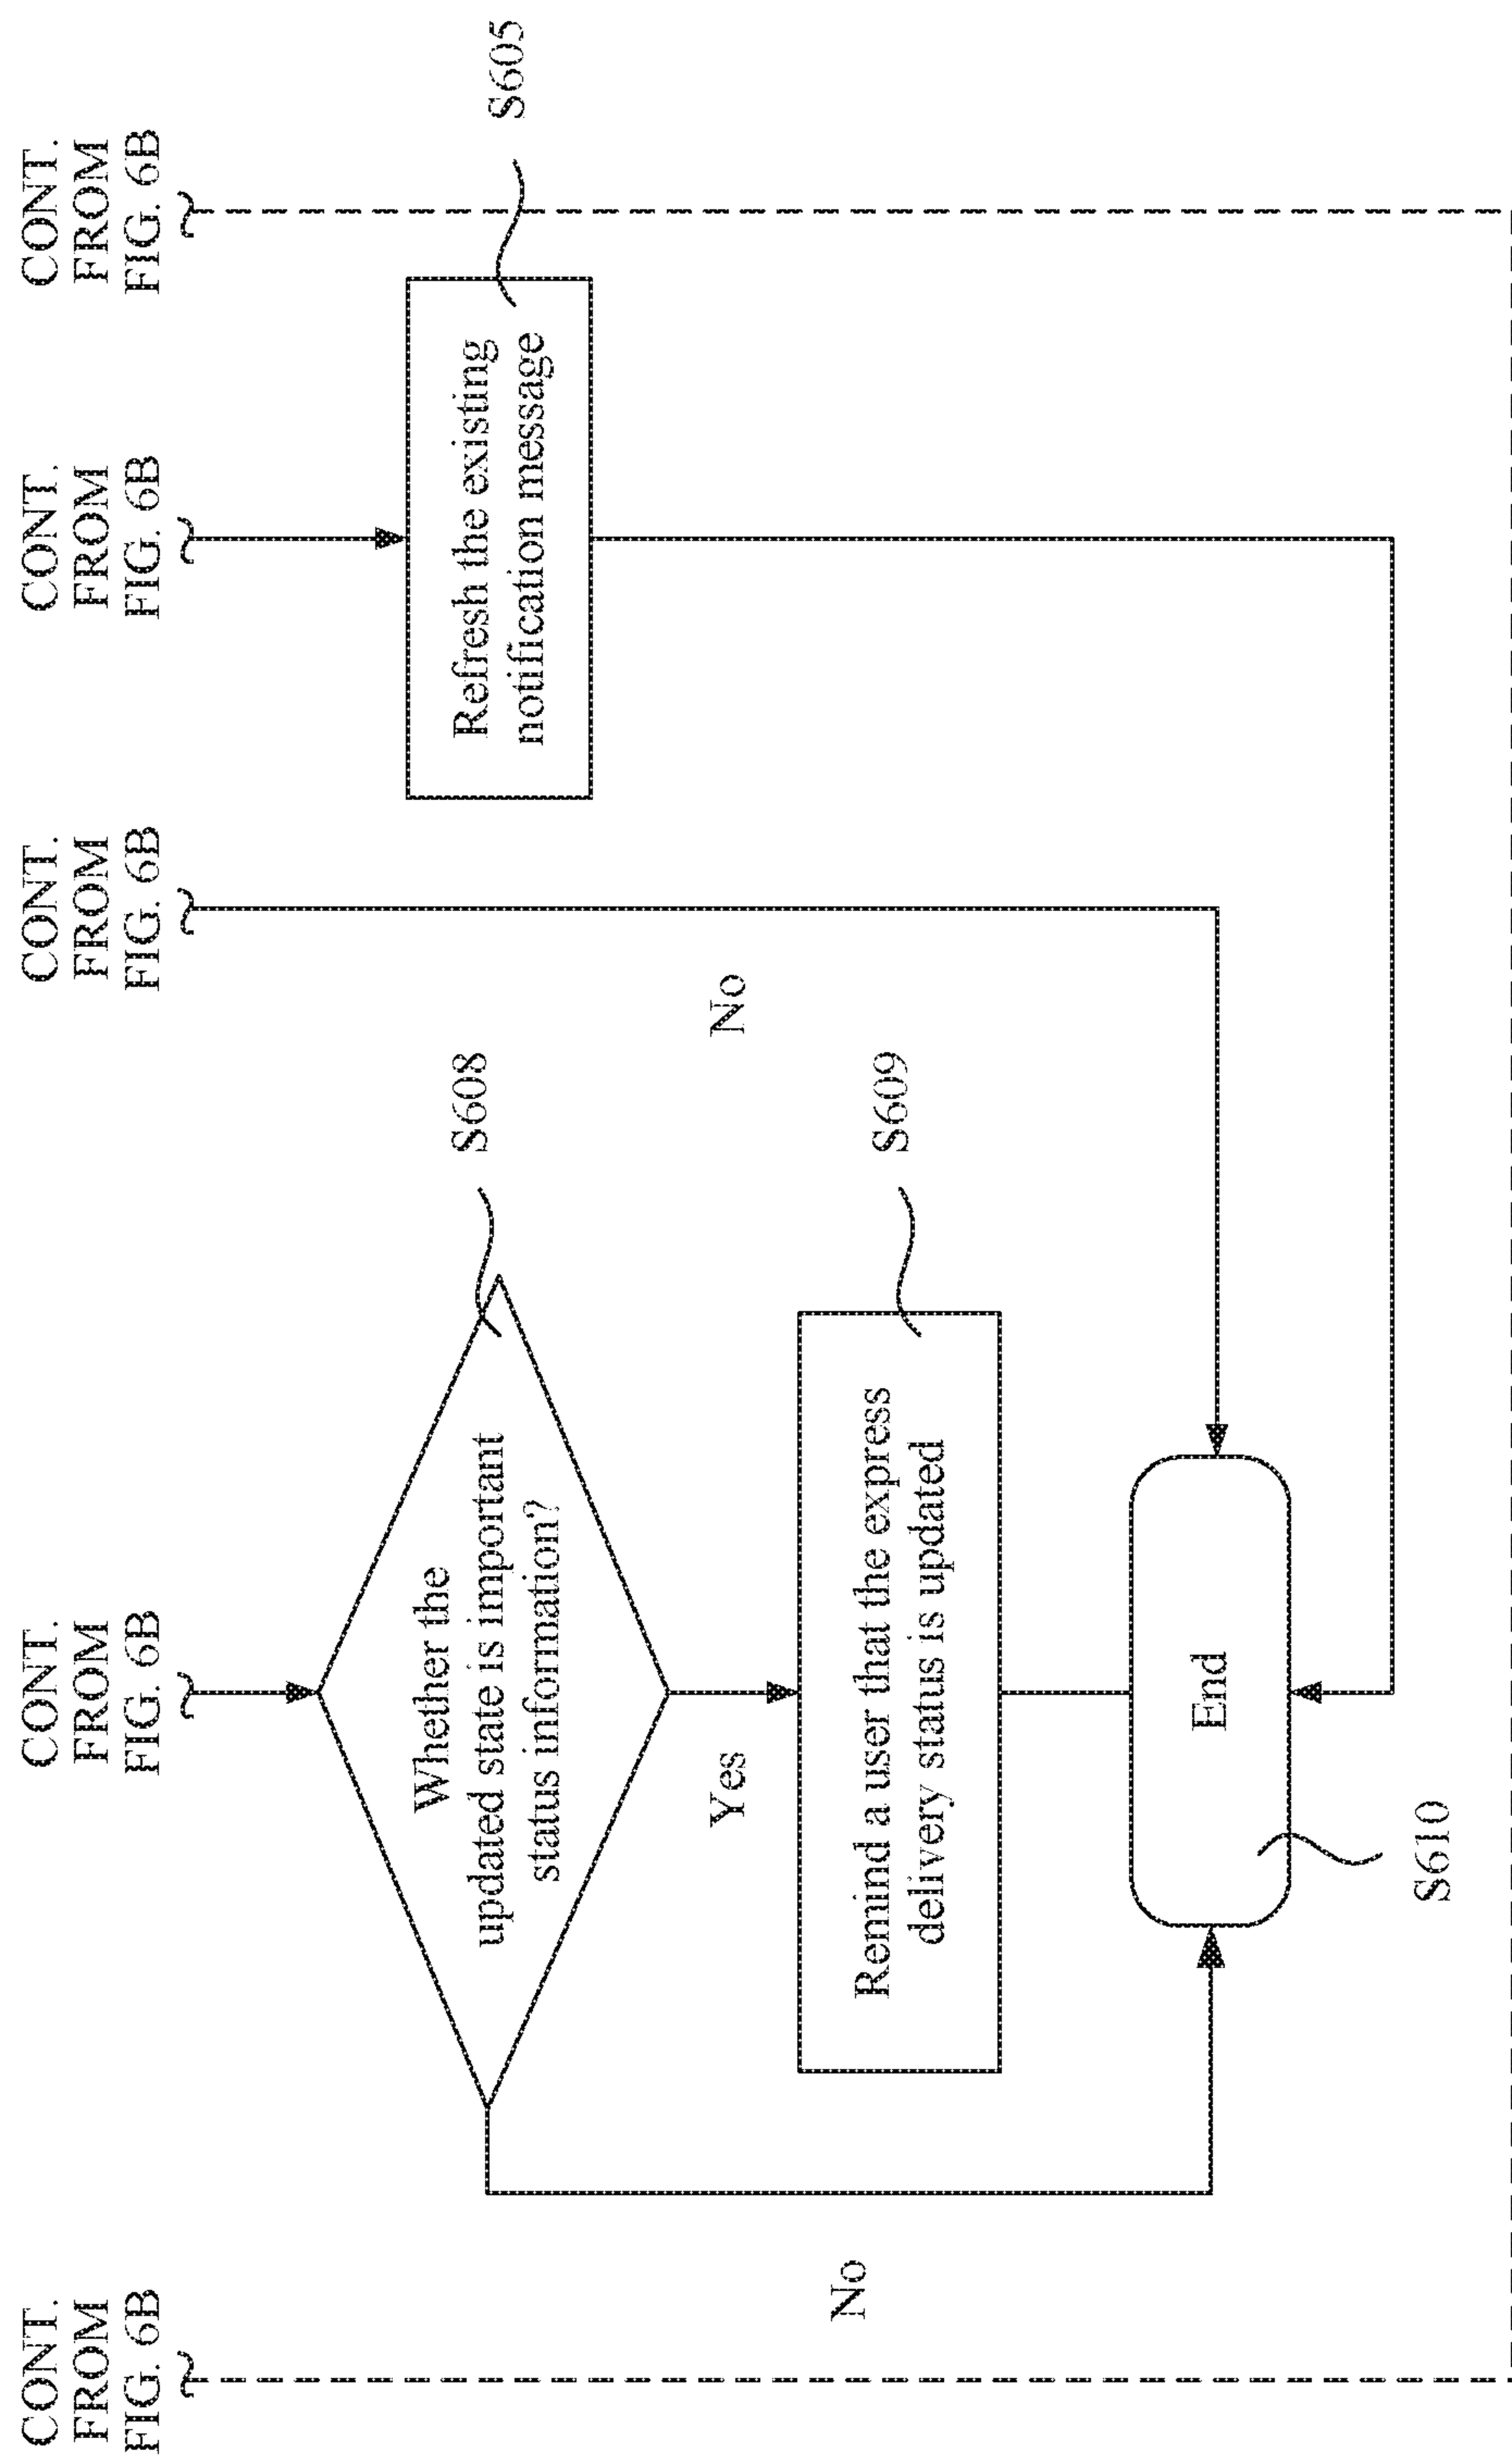 CONT.
FROM
FIG. 6B
CONT.
FROM
FIG. 6B
CONT.
FROM
FIG. 6B
CONT.
FROM
FIG. 6B
CONT.
FROM
FIG. 6B
Whether the
updated state is important
status information?
S608
Refresh the existing
notification message
S605
No
Yes
No
Remind a user that the express
delivery status is updated
S609
End
S610